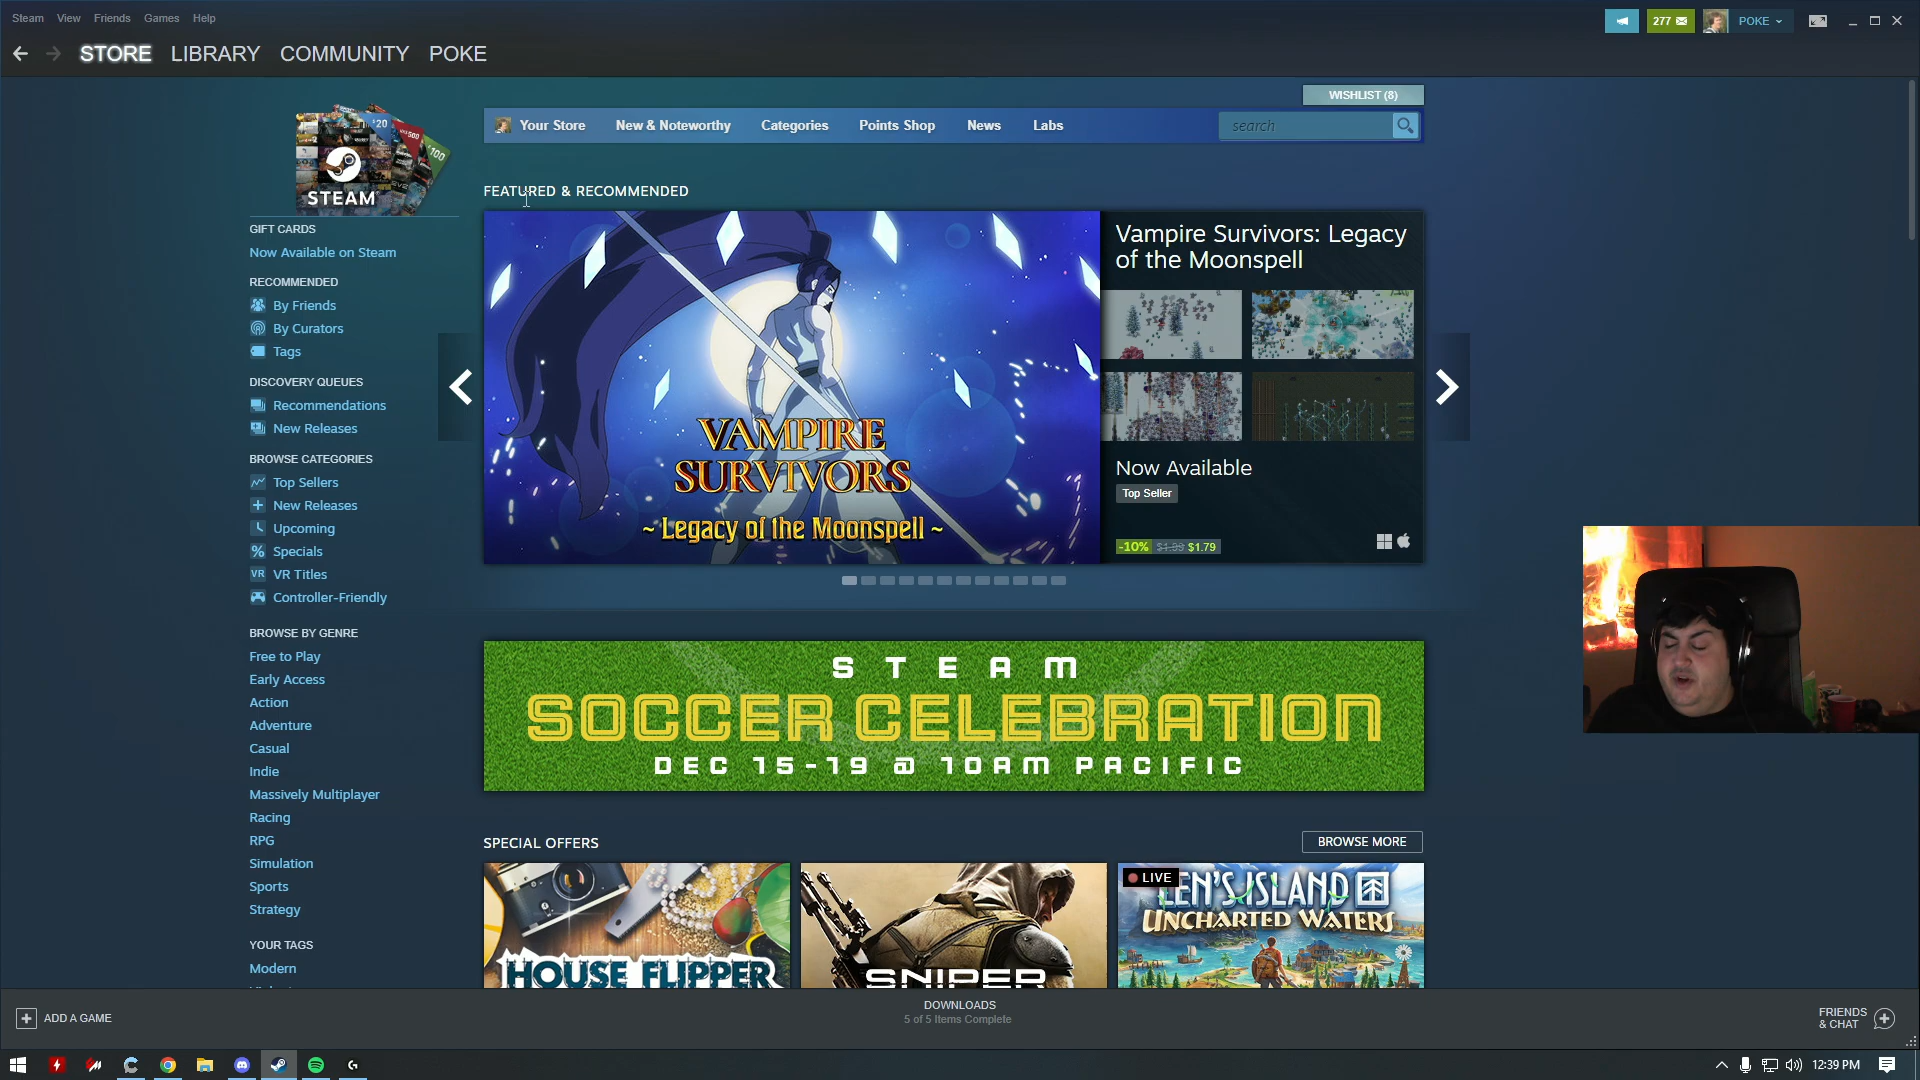 Steam View Friends Games Help
277
POKE
STORE LIBRARY COMMUNITY POKE
WISHLIST (8)
Your Store New & Noteworthy Categories Points Shop News Labs
search
$20
$100
STEAM
GIFT CARDS
Now Available on Steam
RECOMMENDED
By Friends
By Curators
Tags
DISCOVERY QUEUES
Recommendations
New Releases
BROWSE CATEGORIES
Top Sellers
New Releases
Upcoming
% Specials
VR VR Titles
Controller-Friendly
BROWSE BY GENRE
Free to Play
Early Access
Action
Adventure
Casual
Indie
Massively Multiplayer
Racing
RPG
Simulation
Sports
Strategy
YOUR TAGS
Modern
FEATURED & RECOMMENDED
VAMPIRE
SURVIVORS
~ Legacy of the Moonspell ~
Vampire Survivors: Legacy
of the Moonspell
Now Available
Top Seller
-10% $1.99 $1.79
STEAM
SOCCER CELEBRATION
DEC 15-19 @ 10AM PACIFIC
SPECIAL OFFERS
BROWSE MORE
HOUSE FLIPPER
SNIPER
LIVE
LEN'S ISLAND
UNCHARTED WATERS
ADD A GAME
DOWNLOADS
5 of 5 Items Complete
FRIENDS
& CHAT
12:39 PM